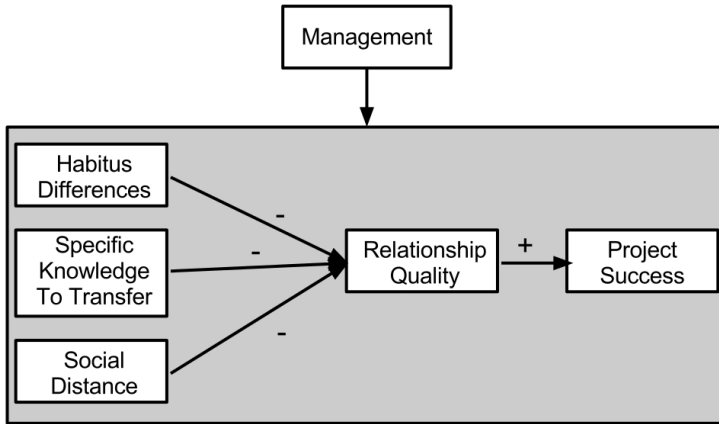 Management
Habitus
Differences
-
Specific
Knowledge
To Transfer
-
Relationship
Quality
+
Project
Success
-
Social
Distance